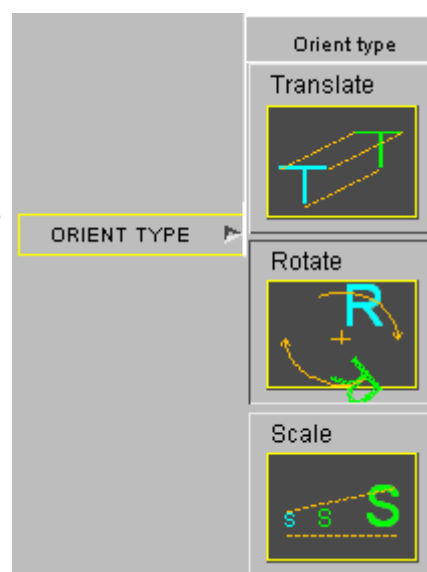 Orient type
Translate
T T
ORIENT TYPE
Rotate
R
R
Scale
s s S